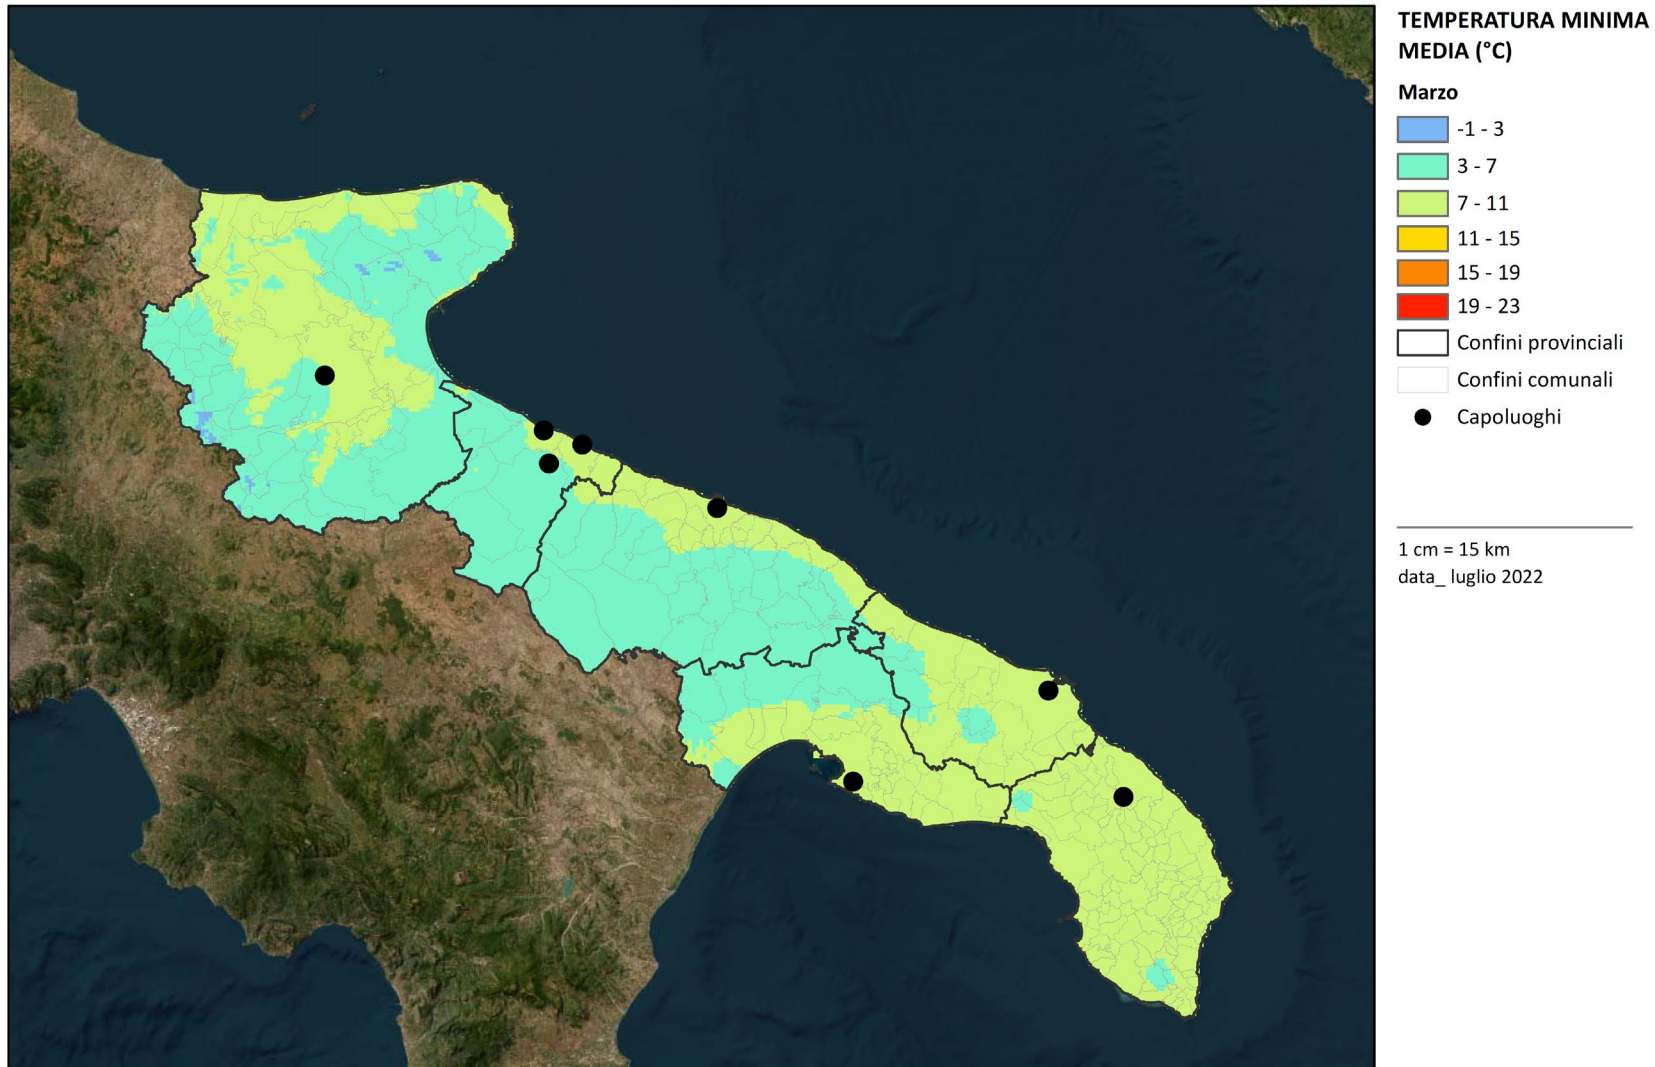 TEMPERATURA MINIMA
MEDIA (°C)
Marzo
-1 - 3
3 - 7
7 - 11
11 - 15
15 - 19
19 - 23
Confini provinciali
Confini comunali
Capoluoghi
1 cm = 15 km
data_ luglio 2022